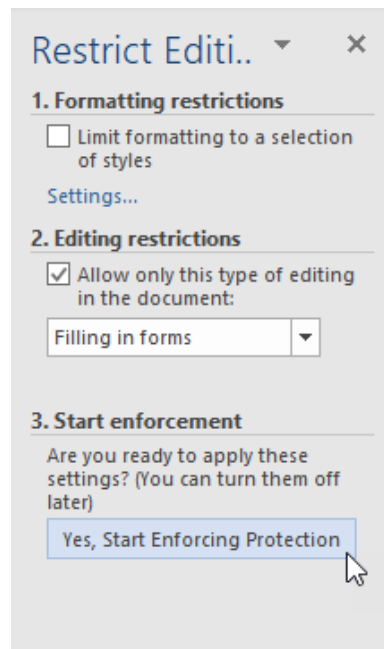 Restrict Editi..
1. Formatting restrictions
Limit formatting to a selection
of styles
Settings...
2. Editing restrictions
Allow only this type of editing
in the document:
Filling in forms
3. Start enforcement
Are you ready to apply these
settings? (You can turn them off
later)
Yes, Start Enforcing Protection